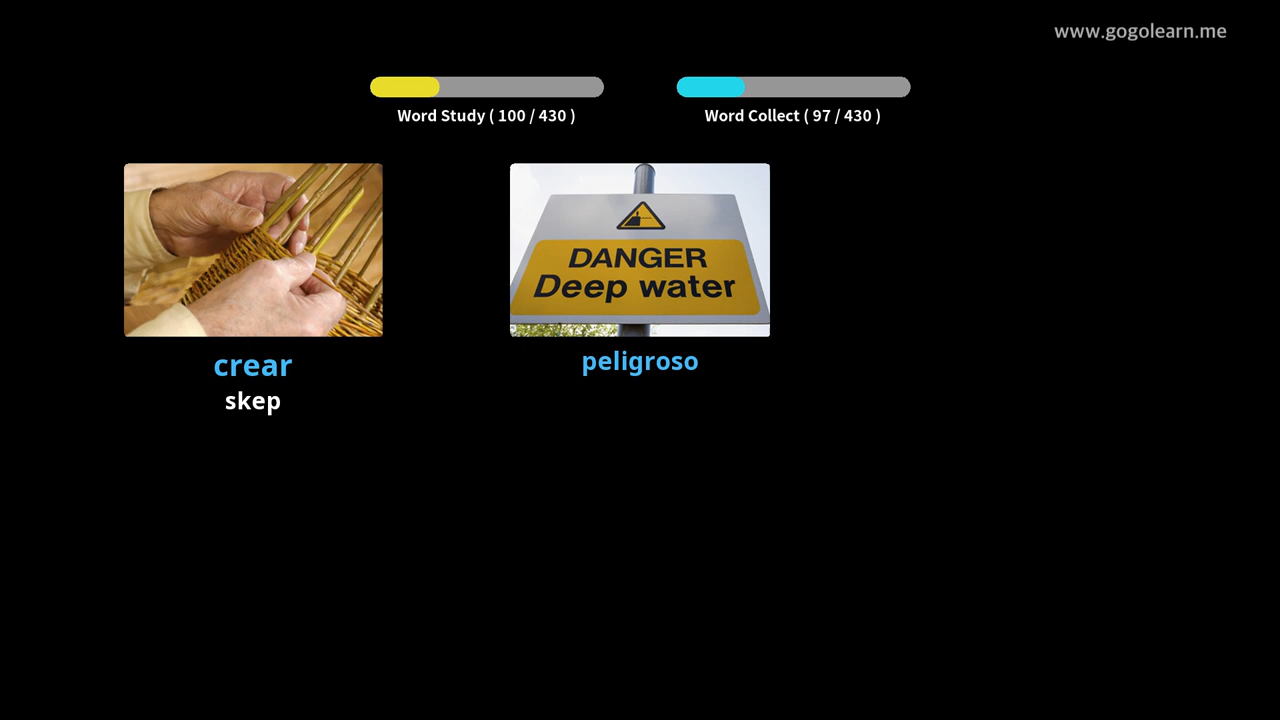 www.gogolearn.me
Word Study ( 100 / 430 )
Word Collect ( 97 / 430 )
DANGER
Deep water
crear
skep
peligroso